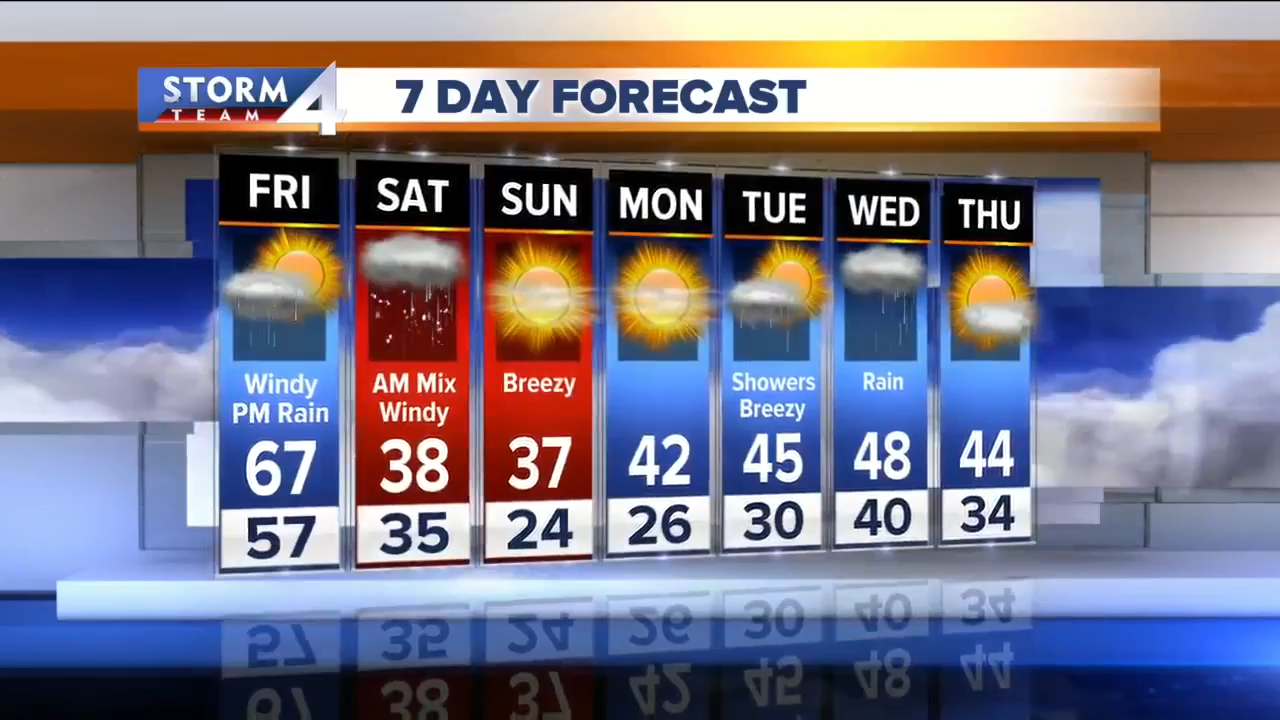 STORM
TEAM
4
7 DAY FORECAST
FRI
SAT
SUN
MON
TUE
WED
THU
Windy
PM Rain
AM Mix
Windy
Breezy
Showers
Breezy
Rain
67
38
37
42
45
48
44
57
35
24
26
30
40
34